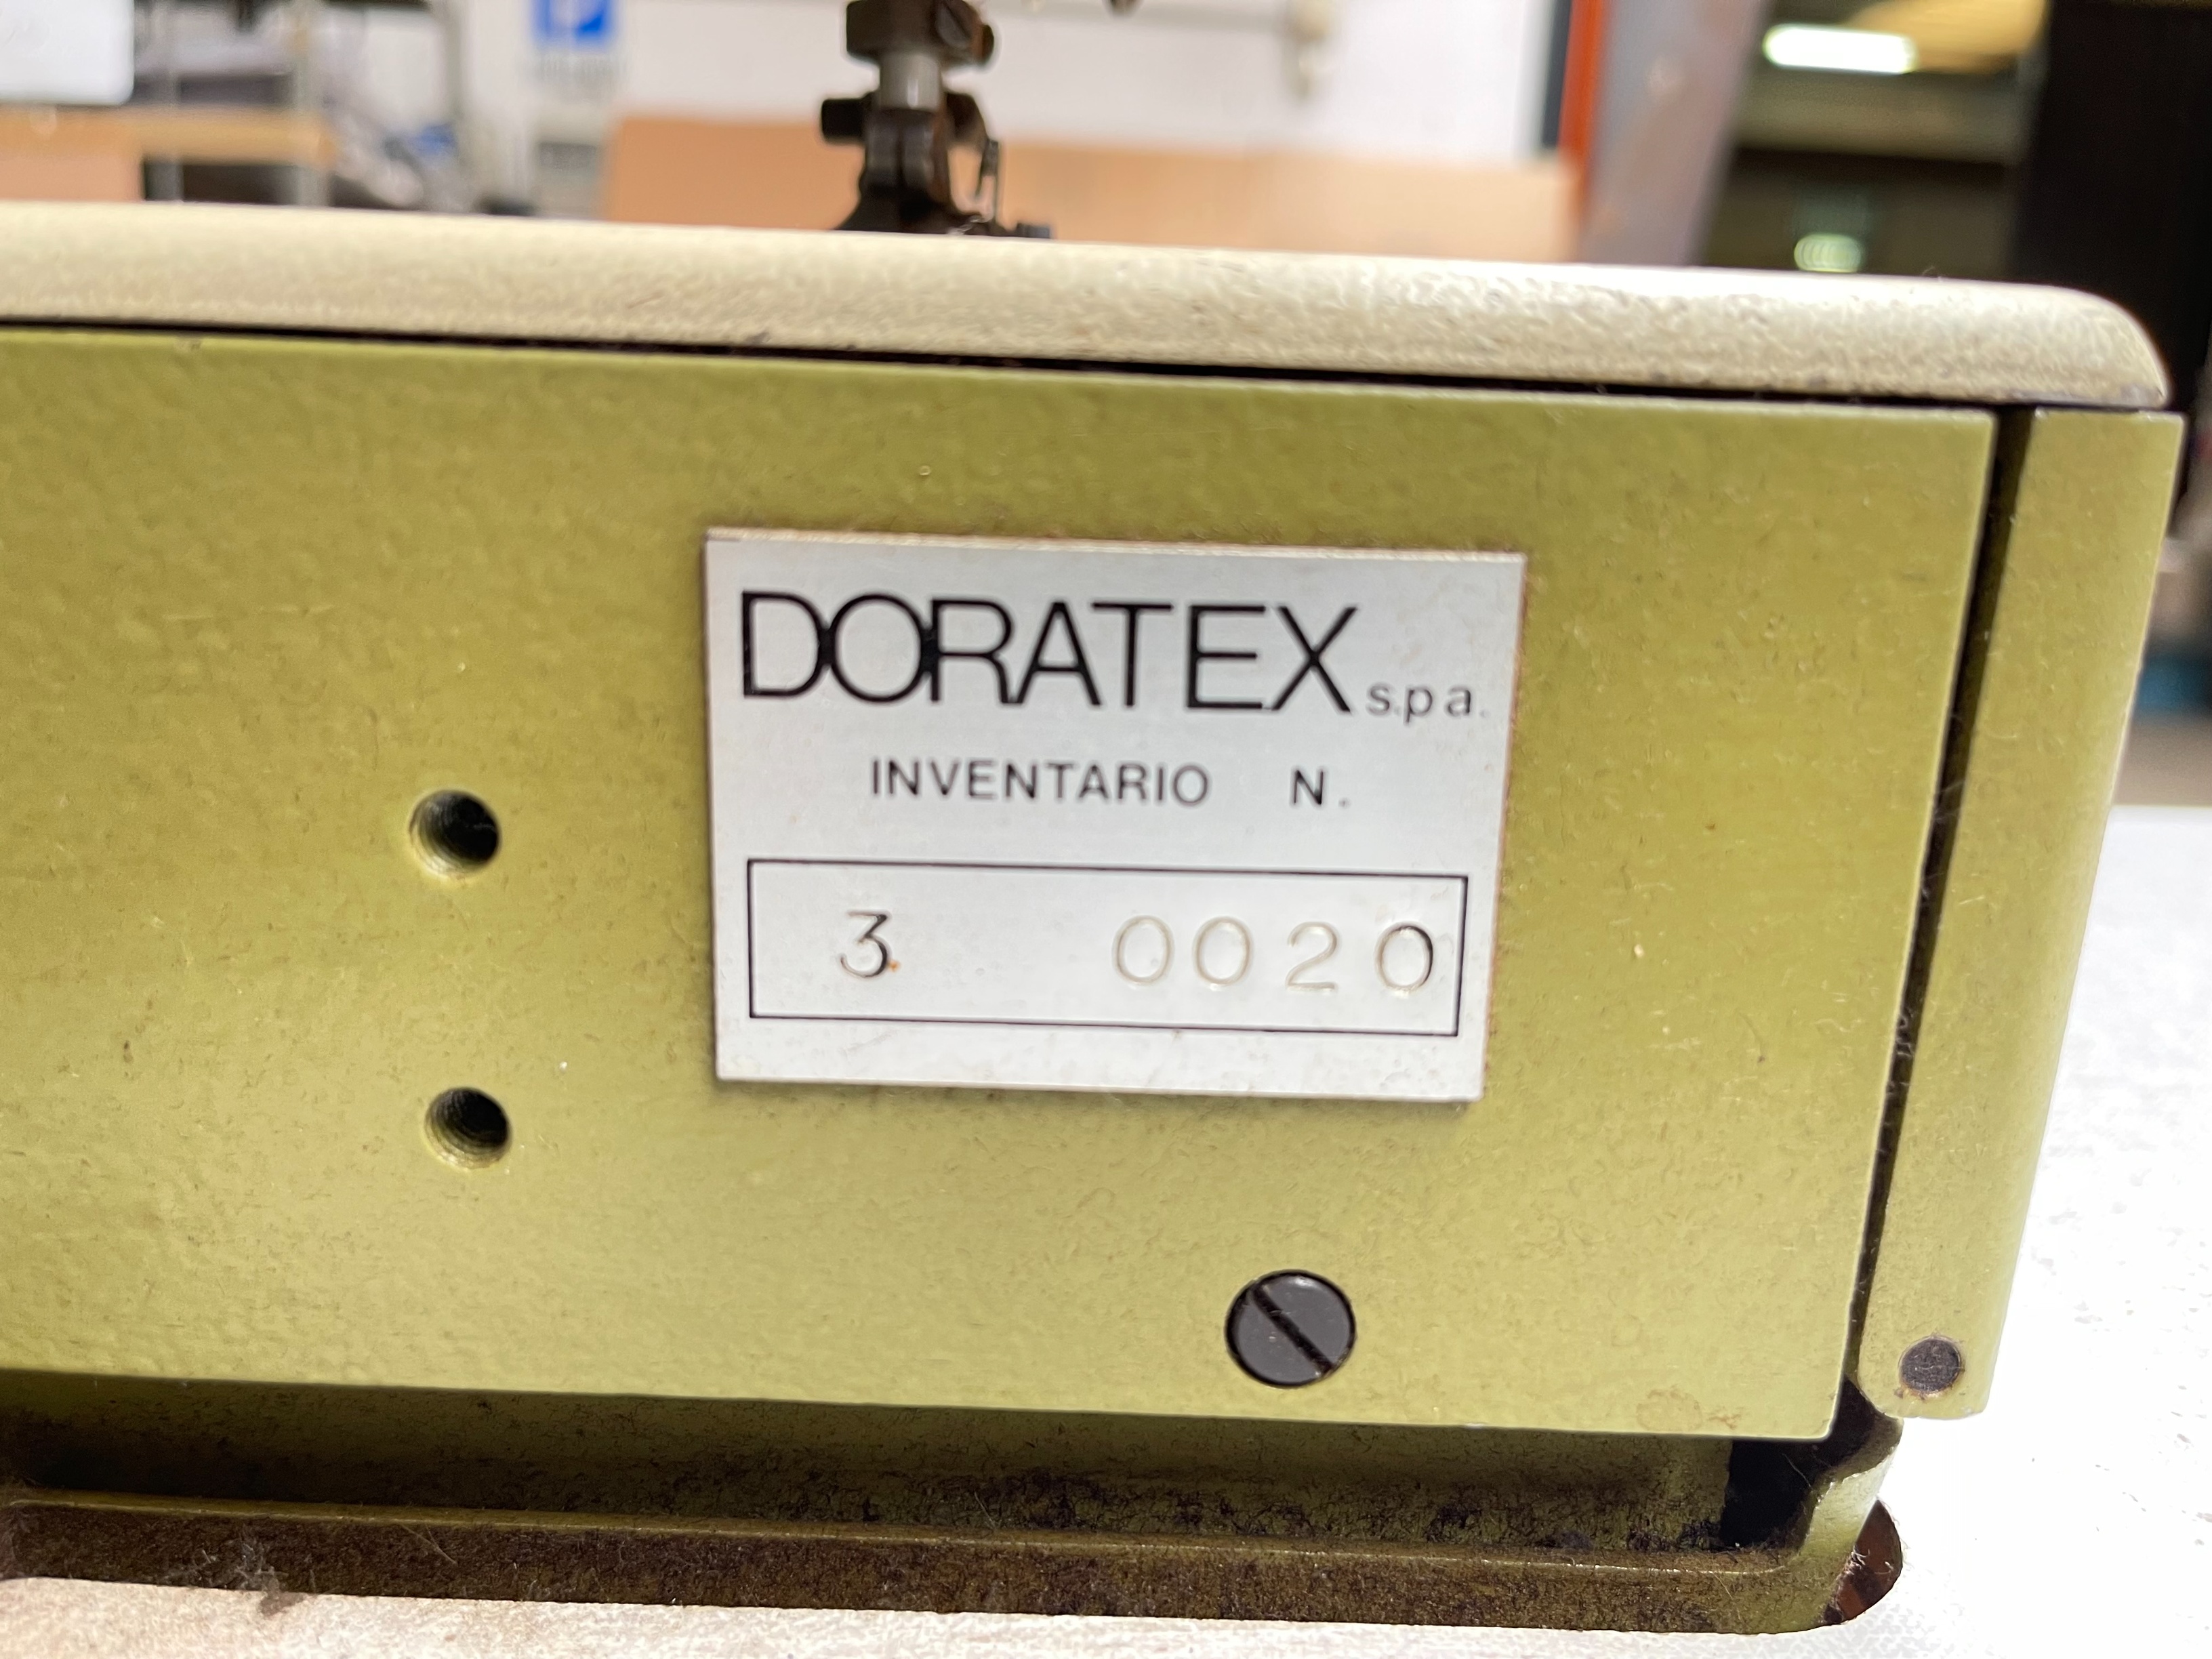 DORATEX s.p.a.
INVENTARIO N.
3 0020